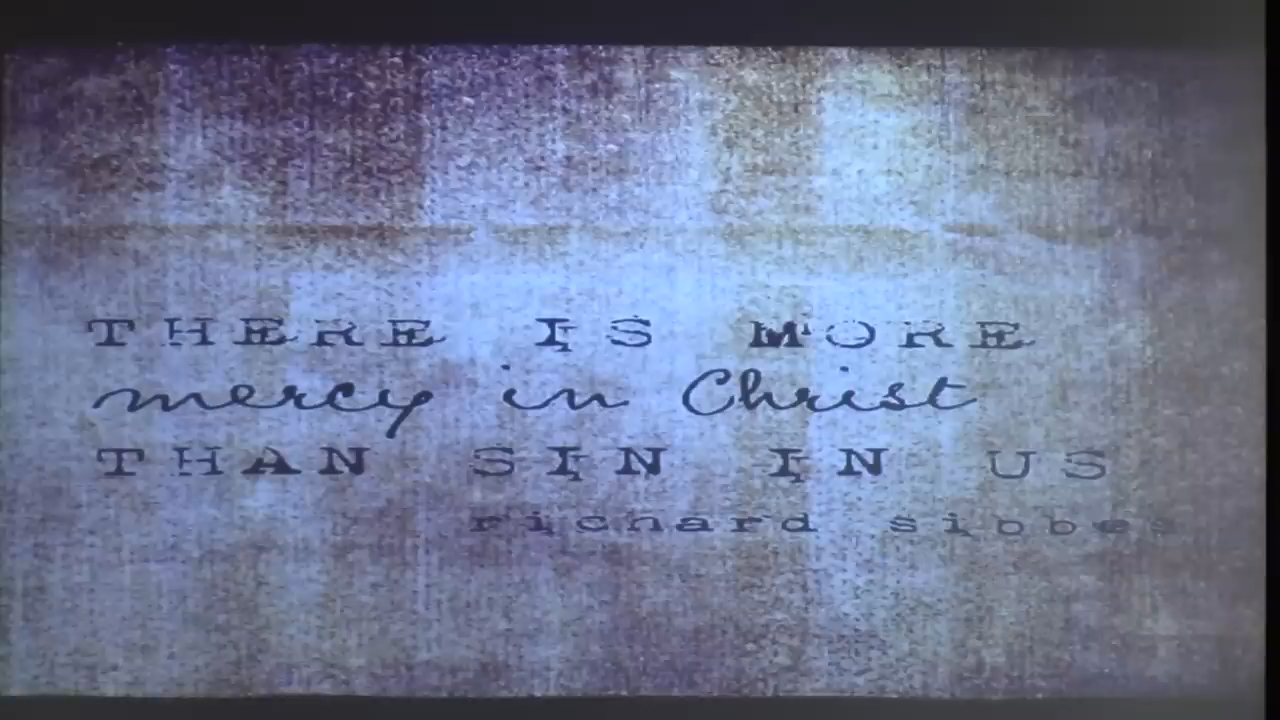 THERE IS MORE
mercy in Christ
THAN SIN IN US
richard sibbes